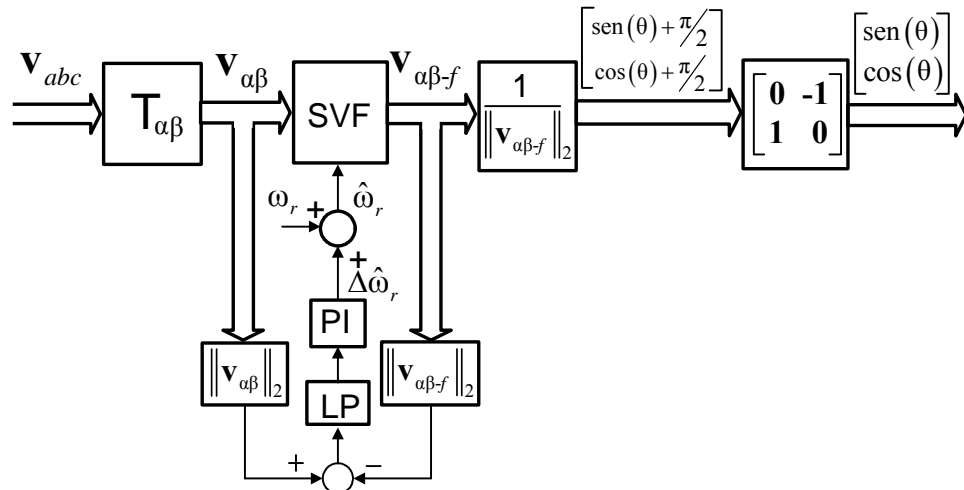 v_abc
T_αβ
v_αβ
SVF
v_αβ-f
1
‖v_αβ-f‖_2
[sen(θ)+π/2
cos(θ)+π/2]
[0 -1
1 0]
[sen(θ)
cos(θ)]
ω_r + ω̂_r
+
Δω̂_r
PI
‖v_αβ‖_2
‖v_αβ-f‖_2
LP
+ −